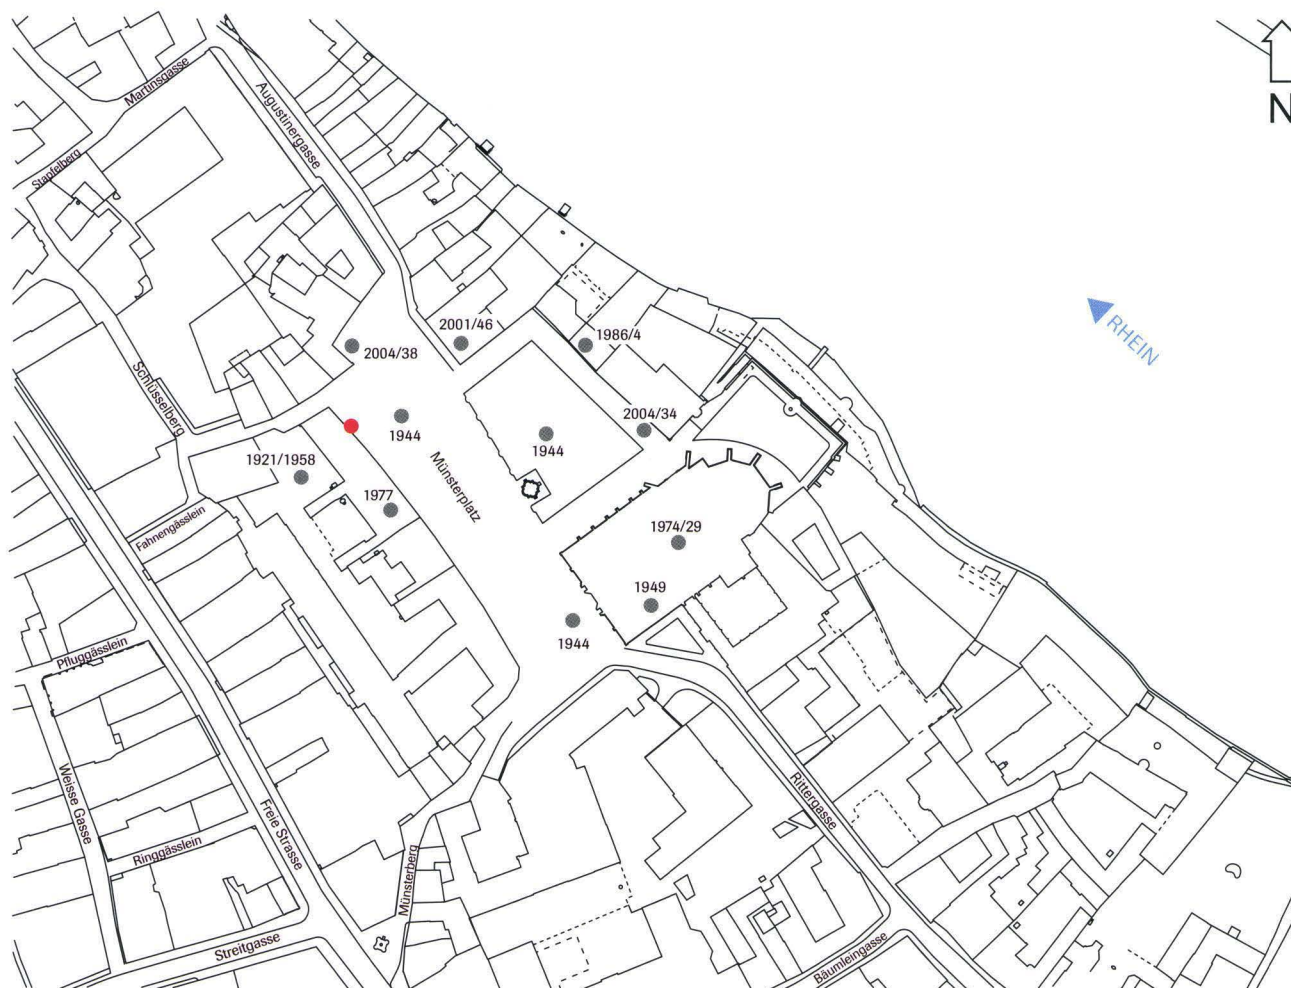 Martinsgasse
Augustinergasse
N
Stapfelberg
RHEIN
2001/46
1986/4
2004/38
Schlüsselberg
2004/34
1944
1944
1921/1958
Münsterplatz
1977
Fahnengässlein
1974/29
1949
1944
Pfluggässlein
Weisse Gasse
Freie Strasse
Rittergasse
Ringgässlein
Münsterberg
Streitgasse
Bäumleingasse